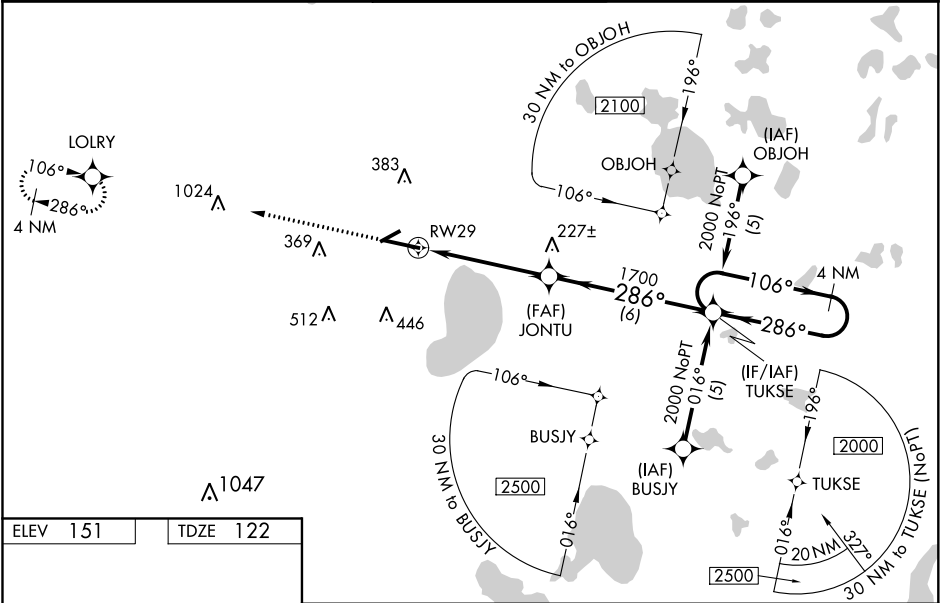 30 NM to OBJOH
196°
2100
OBJOH
106°
(IAF)
OBJOH
2000 NoPT
196°
(5)
LOLRY
106°
286°
4 NM
383
1024
369
RW29
227±
512
446
(FAF)
JONTU
1700
286°
(6)
106°
4 NM
286°
(IF/IAF)
TUKSE
2000 NoPT
016°
(5)
(IAF)
BUSJY
106°
BUSJY
2500
016°
30 NM to BUSJY
196°
2000
TUKSE
016°
20 NM
327°
2500
30 NM to TUKSE (NoPT)
1047
ELEV 151
TDZE 122